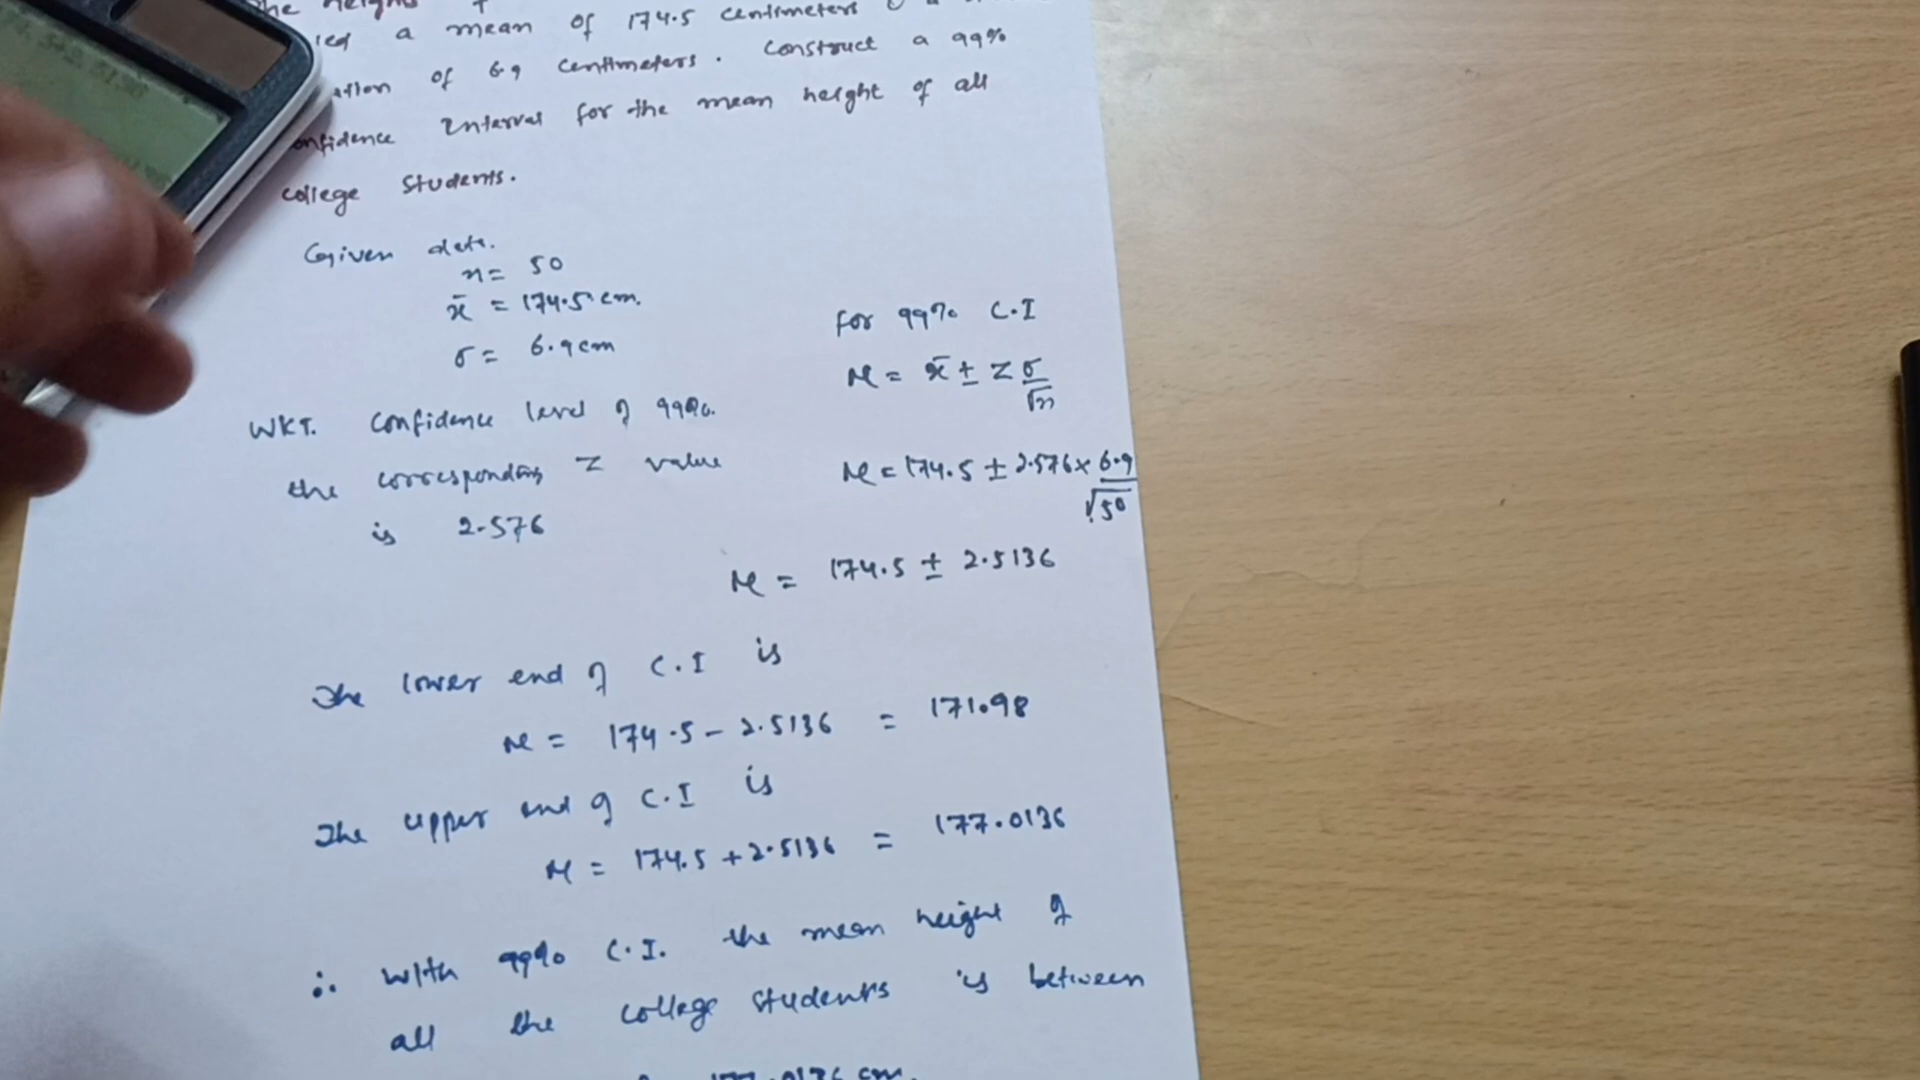 a mean of 174.5 centimeters
of 6.9 centimeters. Construct a 99%
Interval for the mean height of all
college students.
Given data.
n = 50
x̄ = 174.5 cm.
σ = 6.9 cm
WKT. Confidence level of 99%.
the corresponding Z value
is 2.576
For 99% C.I
μ = x̄ ± Z σ/√n
μ = 174.5 ± 2.576 × 6.9/√50
μ = 174.5 ± 2.5136
The lower end of C.I is
μ = 174.5 - 2.5136 = 171.98
The upper end of C.I is
μ = 174.5 + 2.5136 = 177.0136
∴ With 99% C.I. the mean height of
all the college students is between
177.0136 cm.